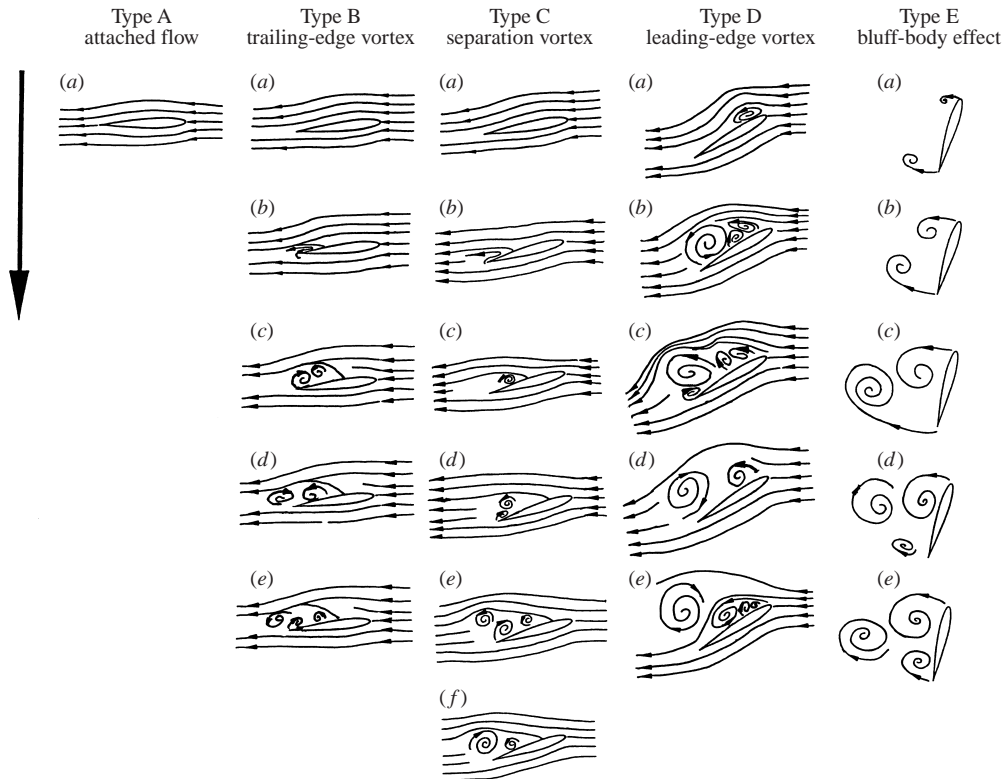 Type A
attached flow
Type B
trailing-edge vortex
Type C
separation vortex
Type D
leading-edge vortex
Type E
bluff-body effect
(a)
(a)
(a)
(a)
(a)
(b)
(b)
(b)
(b)
(c)
(c)
(c)
(c)
(d)
(d)
(d)
(d)
(e)
(e)
(e)
(e)
(f)